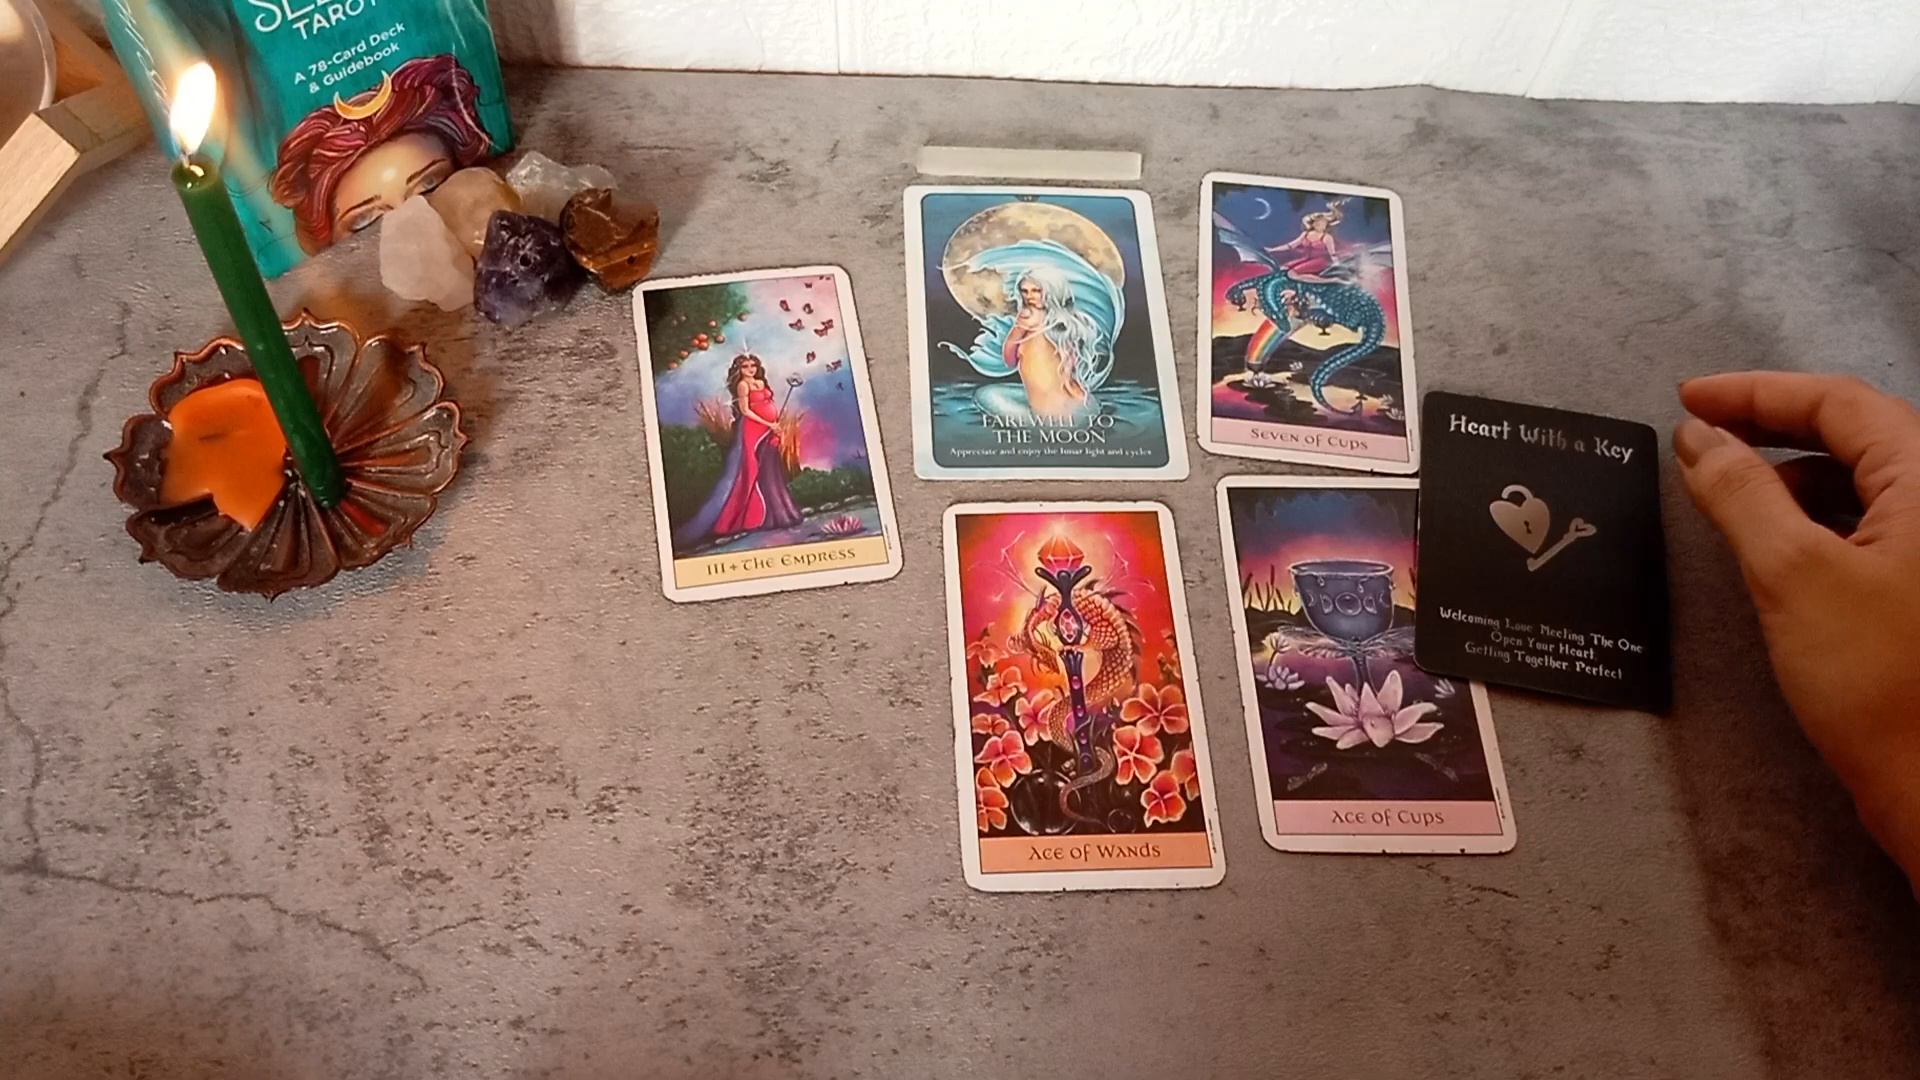 TAROT
A 78-Card Deck
& Guidebook
III + THE EMPRESS
FAREWELL TO
THE MOON
Appreciate and enjoy the lunar light and cycles
SEVEN OF CUPS
Heart With a Key
Welcoming Love Meeting The One
Open Your Heart
Getting Together Perfect
ACE OF WANDS
ACE OF CUPS